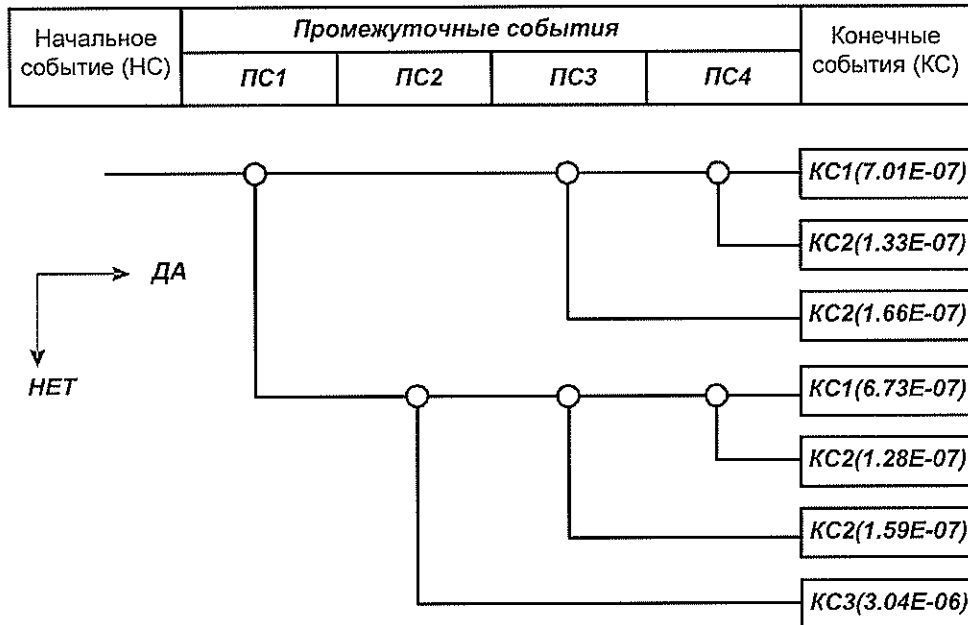 Начальное
событие (НС)
Промежуточные события
ПС1
ПС2
ПС3
ПС4
Конечные
события (КС)
КС1(7.01E-07)
КС2(1.33E-07)
ДА
КС2(1.66E-07)
НЕТ
КС1(6.73E-07)
КС2(1.28E-07)
КС2(1.59E-07)
КС3(3.04E-06)